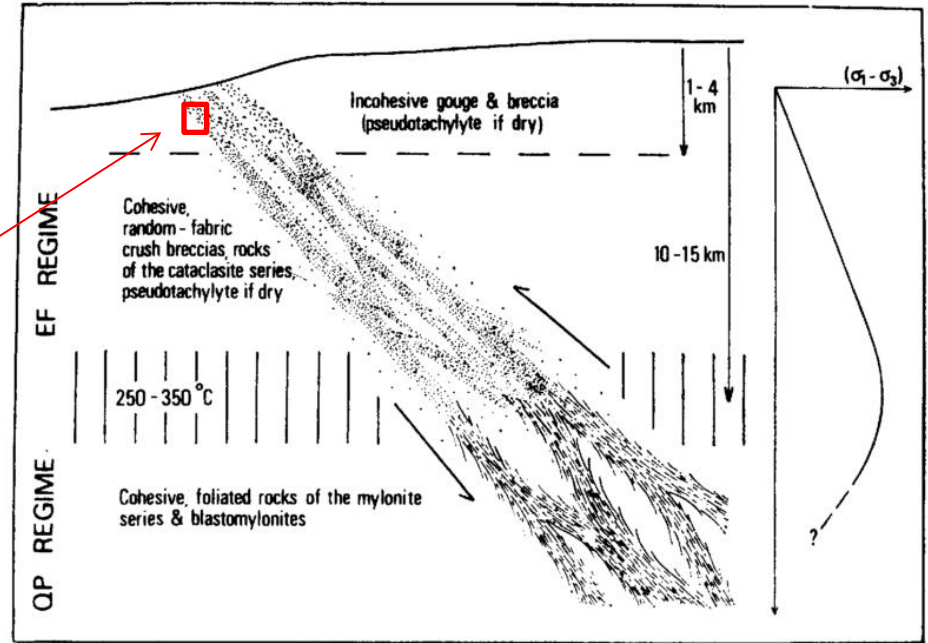 Incohesive gouge & breccia
(pseudotachylyte if dry)
1-4
km
(σ₁-σ₃)
EF REGIME
Cohesive,
random-fabric
crush breccias, rocks
of the cataclasite series,
pseudotachylyte if dry
10-15 km
250-350 °C
QP REGIME
Cohesive, foliated rocks of the mylonite
series & blastomylonites
?